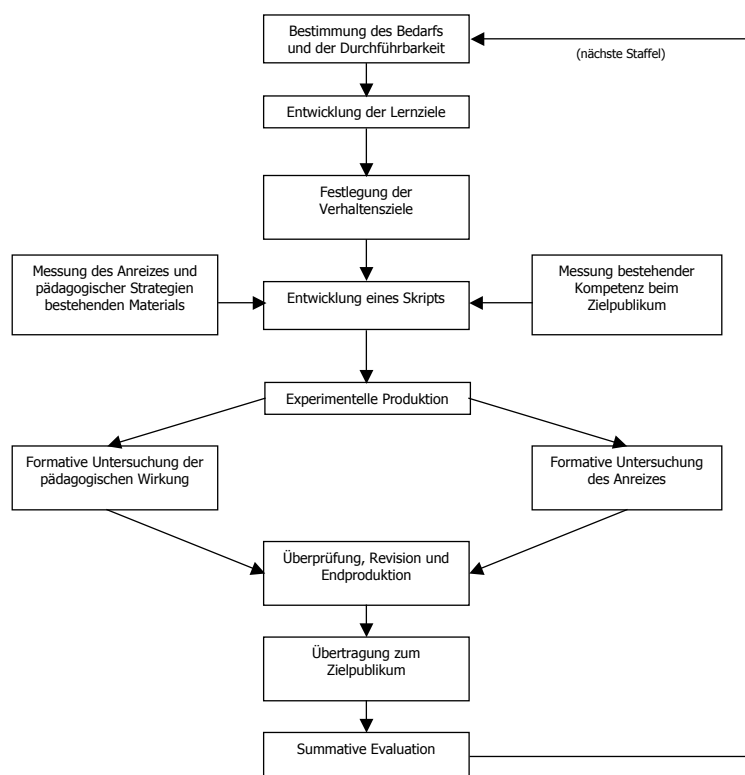 Bestimmung des Bedarfs
und der Durchführbarkeit
(nächste Staffel)
Entwicklung der Lernziele
Festlegung der
Verhaltensziele
Messung des Anreizes und
pädagogischer Strategien
bestehenden Materials
Entwicklung eines Skripts
Messung bestehender
Kompetenz beim
Zielpublikum
Experimentelle Produktion
Formative Untersuchung der
pädagogischen Wirkung
Formative Untersuchung
des Anreizes
Überprüfung, Revision und
Endproduktion
Übertragung zum
Zielpublikum
Summative Evaluation